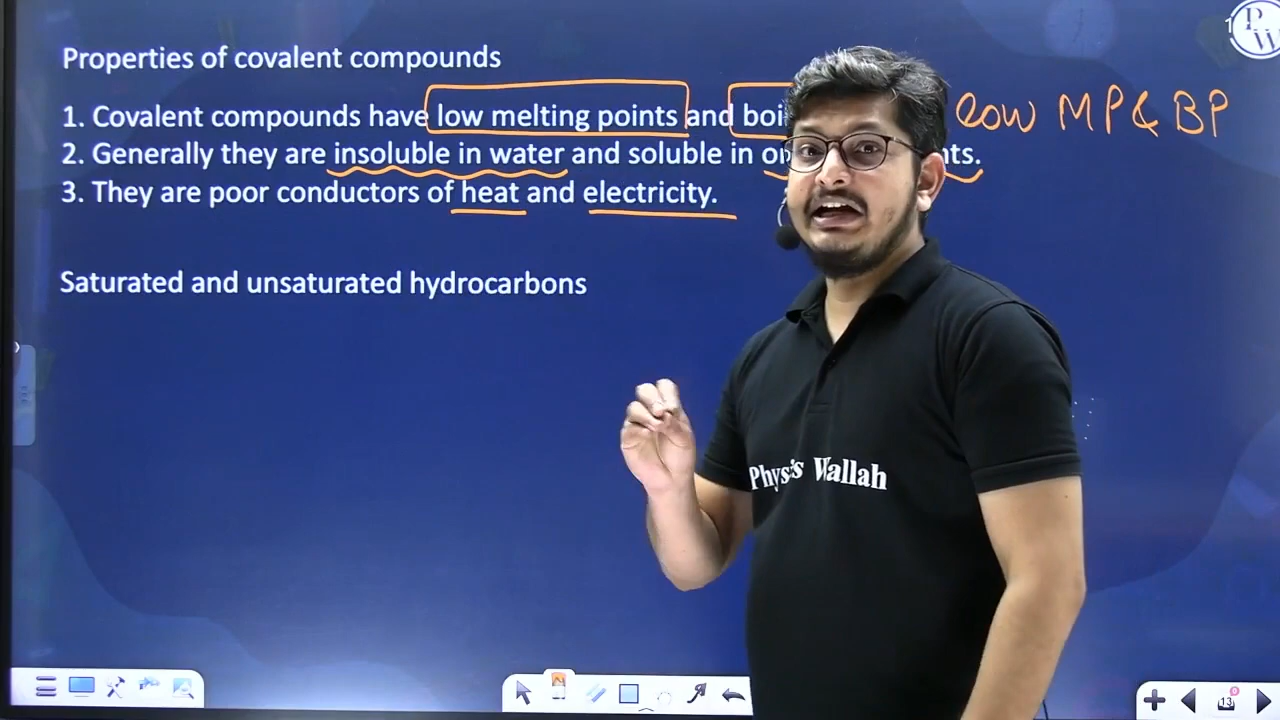 Properties of covalent compounds
1. Covalent compounds have low melting points and boi low MP & BP
2. Generally they are insoluble in water and soluble in nts.
3. They are poor conductors of heat and electricity.
Saturated and unsaturated hydrocarbons
Physics Wallah
PW
13